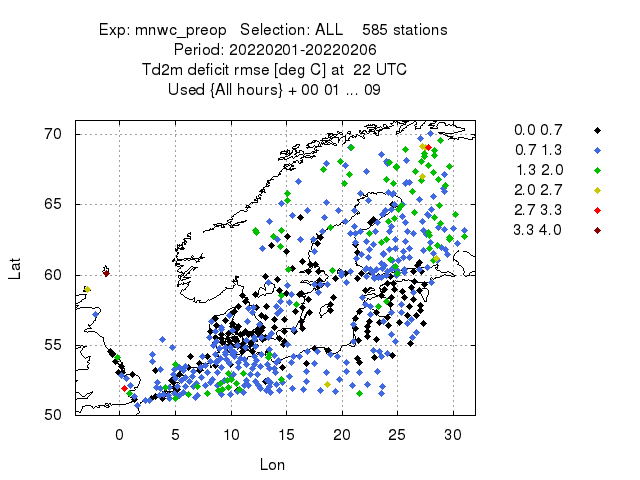 Exp: mnwc_preop   Selection: ALL    585 stations
Period: 20220201-20220206
Td2m deficit rmse [deg C] at  22 UTC
Used {All hours} + 00 01 ... 09
0.0 0.7
0.7 1.3
1.3 2.0
2.0 2.7
2.7 3.3
3.3 4.0
70
65
60
55
50
Lat
0 5 10 15 20 25 30
Lon